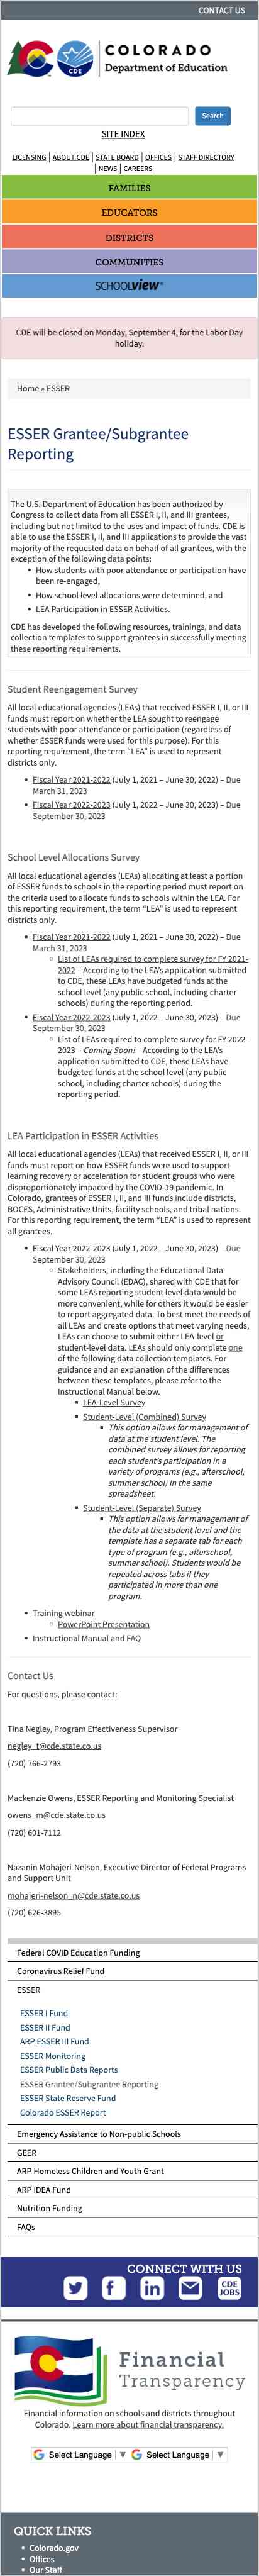 CONTACT US
COLORADO
Department of Education
CDE
Search
SITE INDEX
LICENSING | ABOUT CDE | STATE BOARD | OFFICES | STAFF DIRECTORY
| NEWS | CAREERS
FAMILIES
EDUCATORS
DISTRICTS
COMMUNITIES
SCHOOLVIEW®
CDE will be closed on Monday, September 4, for the Labor Day
holiday.
Home » ESSER
ESSER Grantee/Subgrantee
Reporting
The U.S. Department of Education has been authorized by
Congress to collect data from all ESSER I, II, and III grantees,
including but not limited to the uses and impact of funds. CDE is
able to use the ESSER I, II, and III applications to provide the vast
majority of the requested data on behalf of all grantees, with the
exception of the following data points:
• How students with poor attendance or participation have
been re-engaged,
• How school level allocations were determined, and
• LEA Participation in ESSER Activities.
CDE has developed the following resources, trainings, and data
collection templates to support grantees in successfully meeting
these reporting requirements.
Student Reengagement Survey
All local educational agencies (LEAs) that received ESSER I, II, or III
funds must report on whether the LEA sought to reengage
students with poor attendance or participation (regardless of
whether ESSER funds were used for this purpose). For this
reporting requirement, the term “LEA” is used to represent
districts only.
• Fiscal Year 2021-2022 (July 1, 2021 – June 30, 2022) – Due
March 31, 2023
• Fiscal Year 2022-2023 (July 1, 2022 – June 30, 2023) – Due
September 30, 2023
School Level Allocations Survey
All local educational agencies (LEAs) allocating at least a portion
of ESSER funds to schools in the reporting period must report on
the criteria used to allocate funds to schools within the LEA. For
this reporting requirement, the term “LEA” is used to represent
districts only.
• Fiscal Year 2021-2022 (July 1, 2021 – June 30, 2022) – Due
March 31, 2023
◦ List of LEAs required to complete survey for FY 2021-
2022 – According to the LEA’s application submitted
to CDE, these LEAs have budgeted funds at the
school level (any public school, including charter
schools) during the reporting period.
• Fiscal Year 2022-2023 (July 1, 2022 – June 30, 2023) – Due
September 30, 2023
◦ List of LEAs required to complete survey for FY 2022-
2023 – Coming Soon! – According to the LEA’s
application submitted to CDE, these LEAs have
budgeted funds at the school level (any public
school, including charter schools) during the
reporting period.
LEA Participation in ESSER Activities
All local educational agencies (LEAs) that received ESSER I, II, or III
funds must report on how ESSER funds were used to support
learning recovery or acceleration for student groups who were
disproportionately impacted by the COVID-19 pandemic. In
Colorado, grantees of ESSER I, II, and III funds include districts,
BOCES, Administrative Units, facility schools, and tribal nations.
For this reporting requirement, the term “LEA” is used to represent
all grantees.
• Fiscal Year 2022-2023 (July 1, 2022 – June 30, 2023) – Due
September 30, 2023
◦ Stakeholders, including the Educational Data
Advisory Council (EDAC), shared with CDE that for
some LEAs reporting student level data would be
more convenient, while for others it would be easier
to report aggregated data. To best meet the needs of
all LEAs and create options that meet varying needs,
LEAs can choose to submit either LEA-level or
student-level data. LEAs should only complete one
of the following data collection templates. For
guidance and an explanation of the differences
between these templates, please refer to the
Instructional Manual below.
▪ LEA-Level Survey
▪ Student-Level (Combined) Survey
▪ This option allows for management of
data at the student level. The
combined survey allows for reporting
each student’s participation in a
variety of programs (e.g., afterschool,
summer school) in the same
spreadsheet.
▪ Student-Level (Separate) Survey
▪ This option allows for management of
the data at the student level and the
template has a separate tab for each
type of program (e.g., afterschool,
summer school). Students would be
repeated across tabs if they
participated in more than one
program.
• Training webinar
◦ PowerPoint Presentation
• Instructional Manual and FAQ
Contact Us
For questions, please contact:
Tina Negley, Program Effectiveness Supervisor
negley_t@cde.state.co.us
(720) 766-2793
Mackenzie Owens, ESSER Reporting and Monitoring Specialist
owens_m@cde.state.co.us
(720) 601-7112
Nazanin Mohajeri-Nelson, Executive Director of Federal Programs
and Support Unit
mohajeri-nelson_n@cde.state.co.us
(720) 626-3895
Federal COVID Education Funding
Coronavirus Relief Fund
ESSER
ESSER I Fund
ESSER II Fund
ARP ESSER III Fund
ESSER Monitoring
ESSER Public Data Reports
ESSER Grantee/Subgrantee Reporting
ESSER State Reserve Fund
Colorado ESSER Report
Emergency Assistance to Non-public Schools
GEER
ARP Homeless Children and Youth Grant
ARP IDEA Fund
Nutrition Funding
FAQs
CONNECT WITH US
CDE
JOBS
Financial
Transparency
Financial information on schools and districts throughout
Colorado. Learn more about financial transparency.
Select Language ▼ Select Language ▼
QUICK LINKS
• Colorado.gov
• Offices
• Our Staff